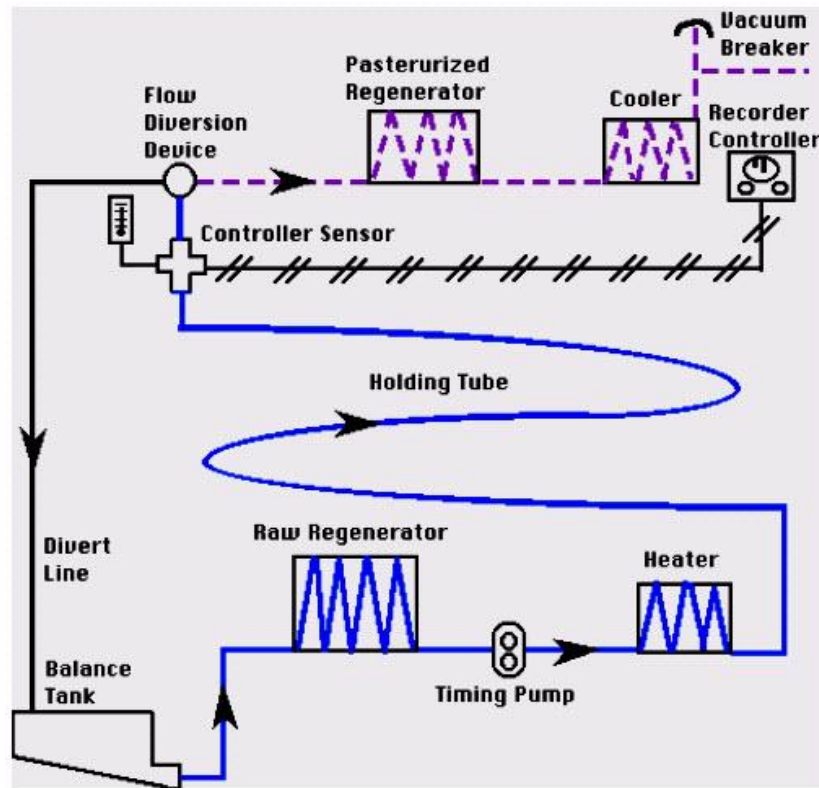 Vacuum
Breaker
Pasterurized
Regenerator
Flow
Diversion
Device
Cooler
Recorder
Controller
Controller Sensor
Holding Tube
Raw Regenerator
Heater
Divert
Line
Timing Pump
Balance
Tank